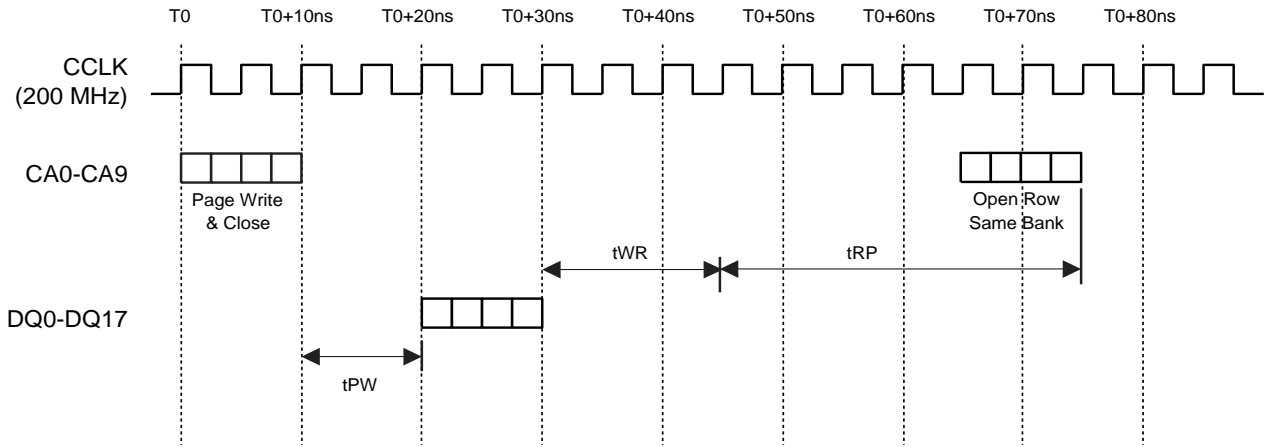 T0 T0+10ns T0+20ns T0+30ns T0+40ns T0+50ns T0+60ns T0+70ns T0+80ns
CCLK
(200 MHz)
CA0-CA9
Page Write
& Close
Open Row
Same Bank
tWR
tRP
DQ0-DQ17
tPW